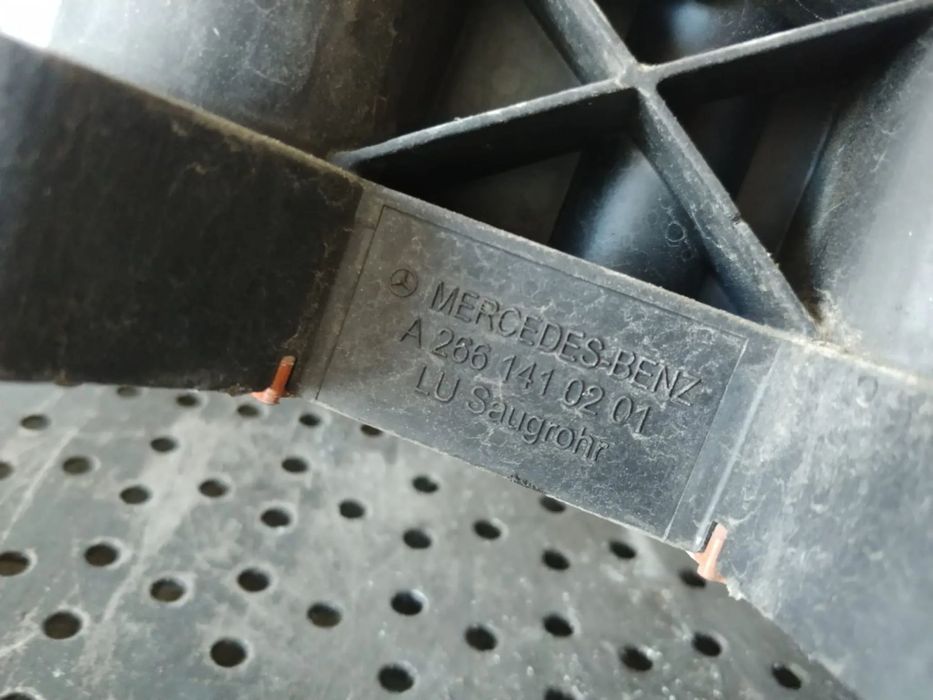 MERCEDES-BENZ
A 266 141 02 01
LU Saugrohr